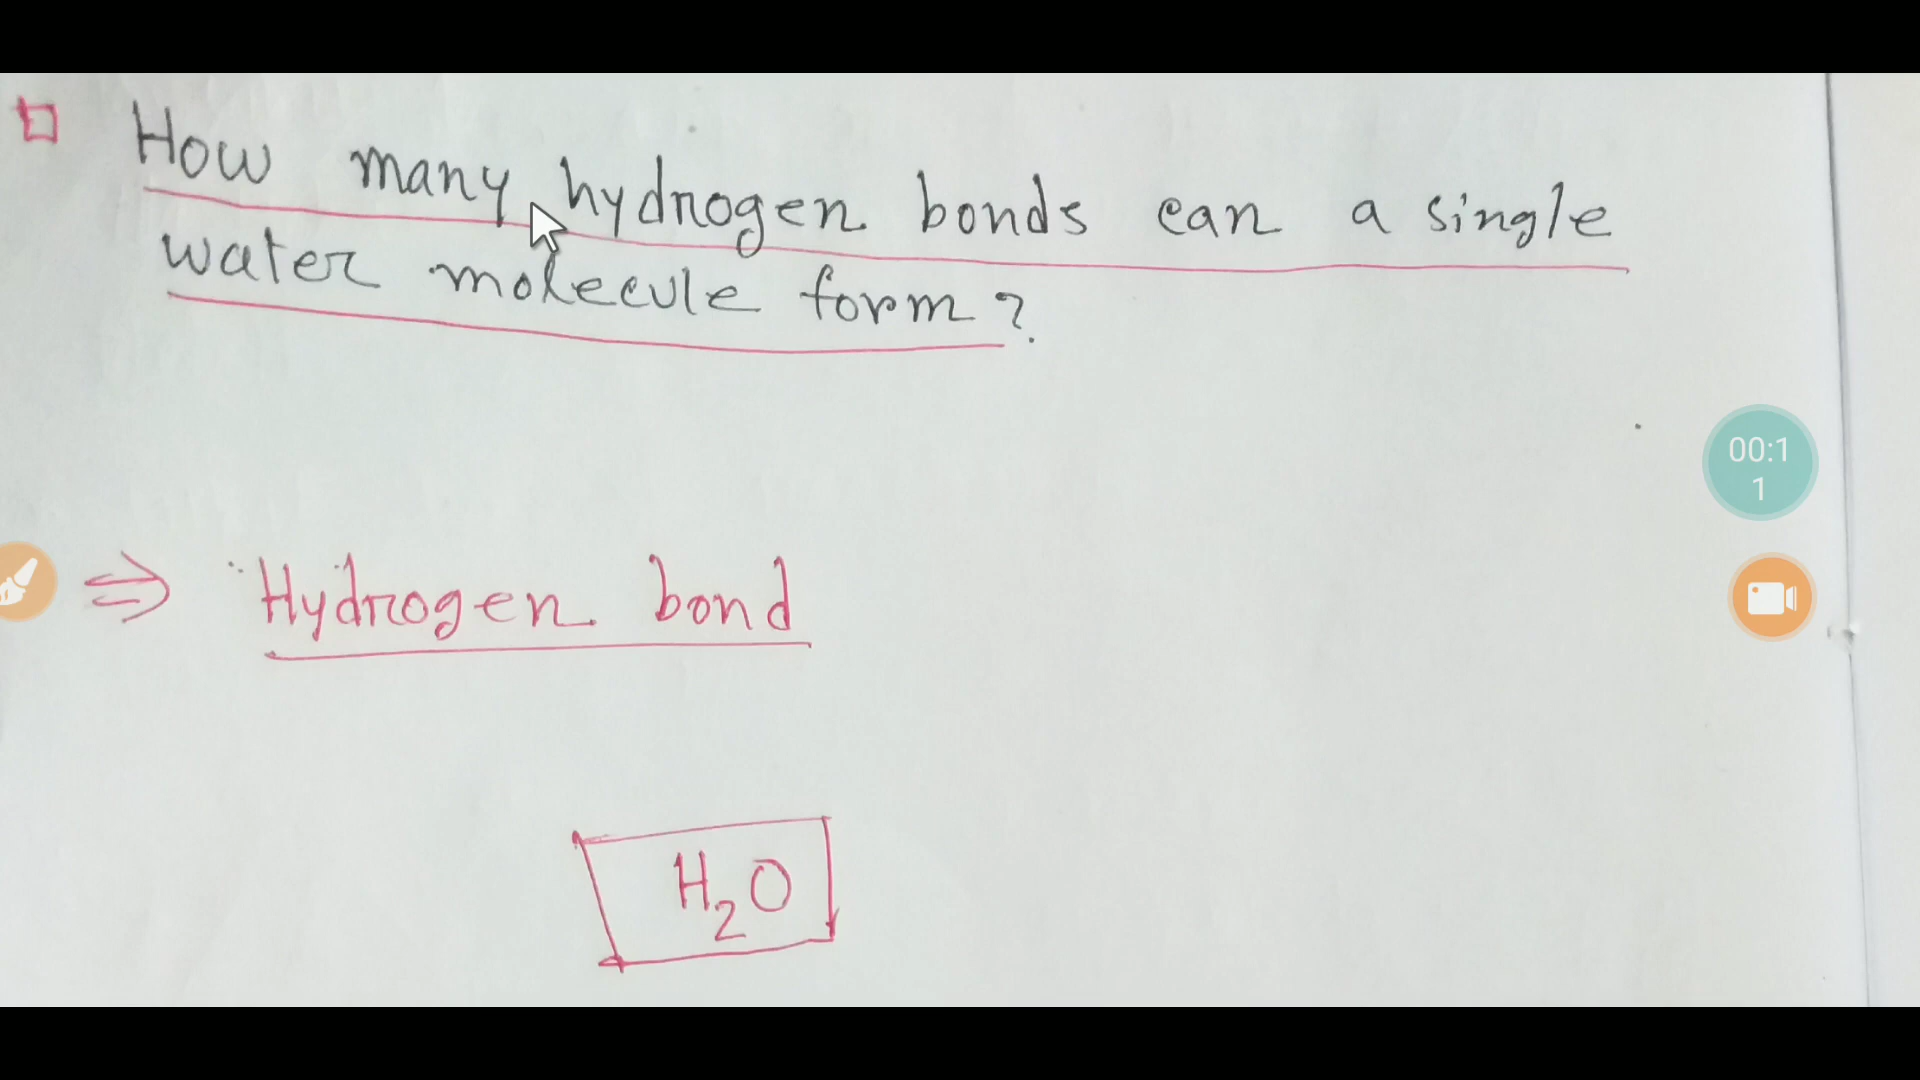 How many hydrogen bonds can a single
water molecule form?
00:1
1
⇒ Hydrogen bond
H₂O